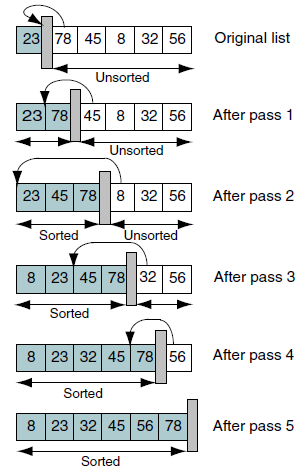 23 78 45 8 32 56 Original list
Unsorted
23 78 45 8 32 56 After pass 1
Unsorted
23 45 78 8 32 56 After pass 2
Sorted Unsorted
8 23 45 78 32 56 After pass 3
Sorted
8 23 32 45 78 56 After pass 4
Sorted
8 23 32 45 56 78 After pass 5
Sorted